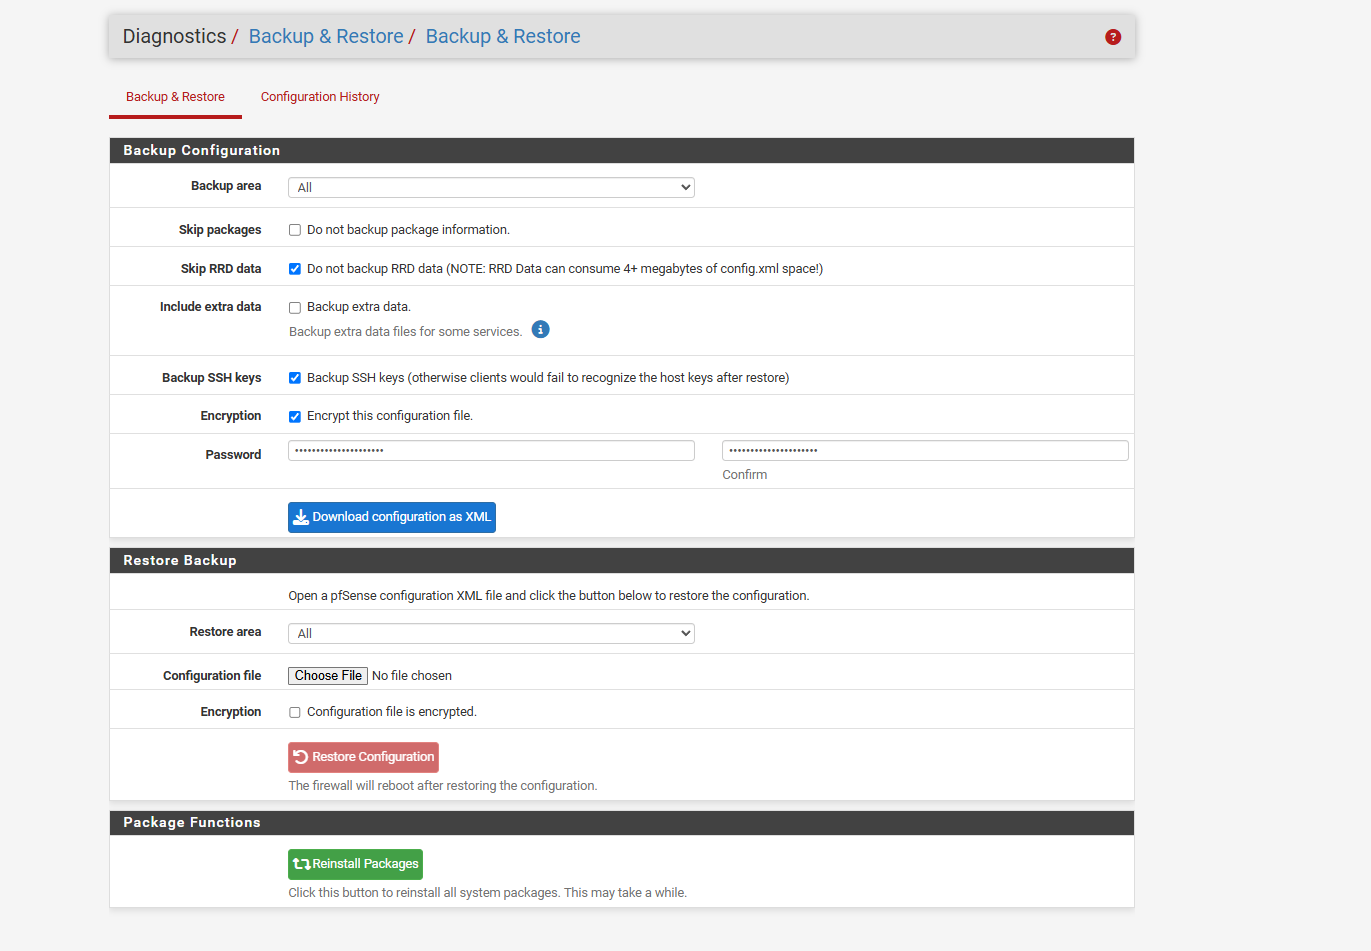 Diagnostics / Backup & Restore / Backup & Restore
?
Backup & Restore Configuration History
Backup Configuration
Backup area All
Skip packages Do not backup package information.
Skip RRD data Do not backup RRD data (NOTE: RRD Data can consume 4+ megabytes of config.xml space!)
Include extra data Backup extra data.
Backup extra data files for some services. i
Backup SSH keys Backup SSH keys (otherwise clients would fail to recognize the host keys after restore)
Encryption Encrypt this configuration file.
Password ••••••••••••••••••••• •••••••••••••••••••••
Confirm
Download configuration as XML
Restore Backup
Open a pfSense configuration XML file and click the button below to restore the configuration.
Restore area All
Configuration file Choose File No file chosen
Encryption Configuration file is encrypted.
Restore Configuration
The firewall will reboot after restoring the configuration.
Package Functions
Reinstall Packages
Click this button to reinstall all system packages. This may take a while.